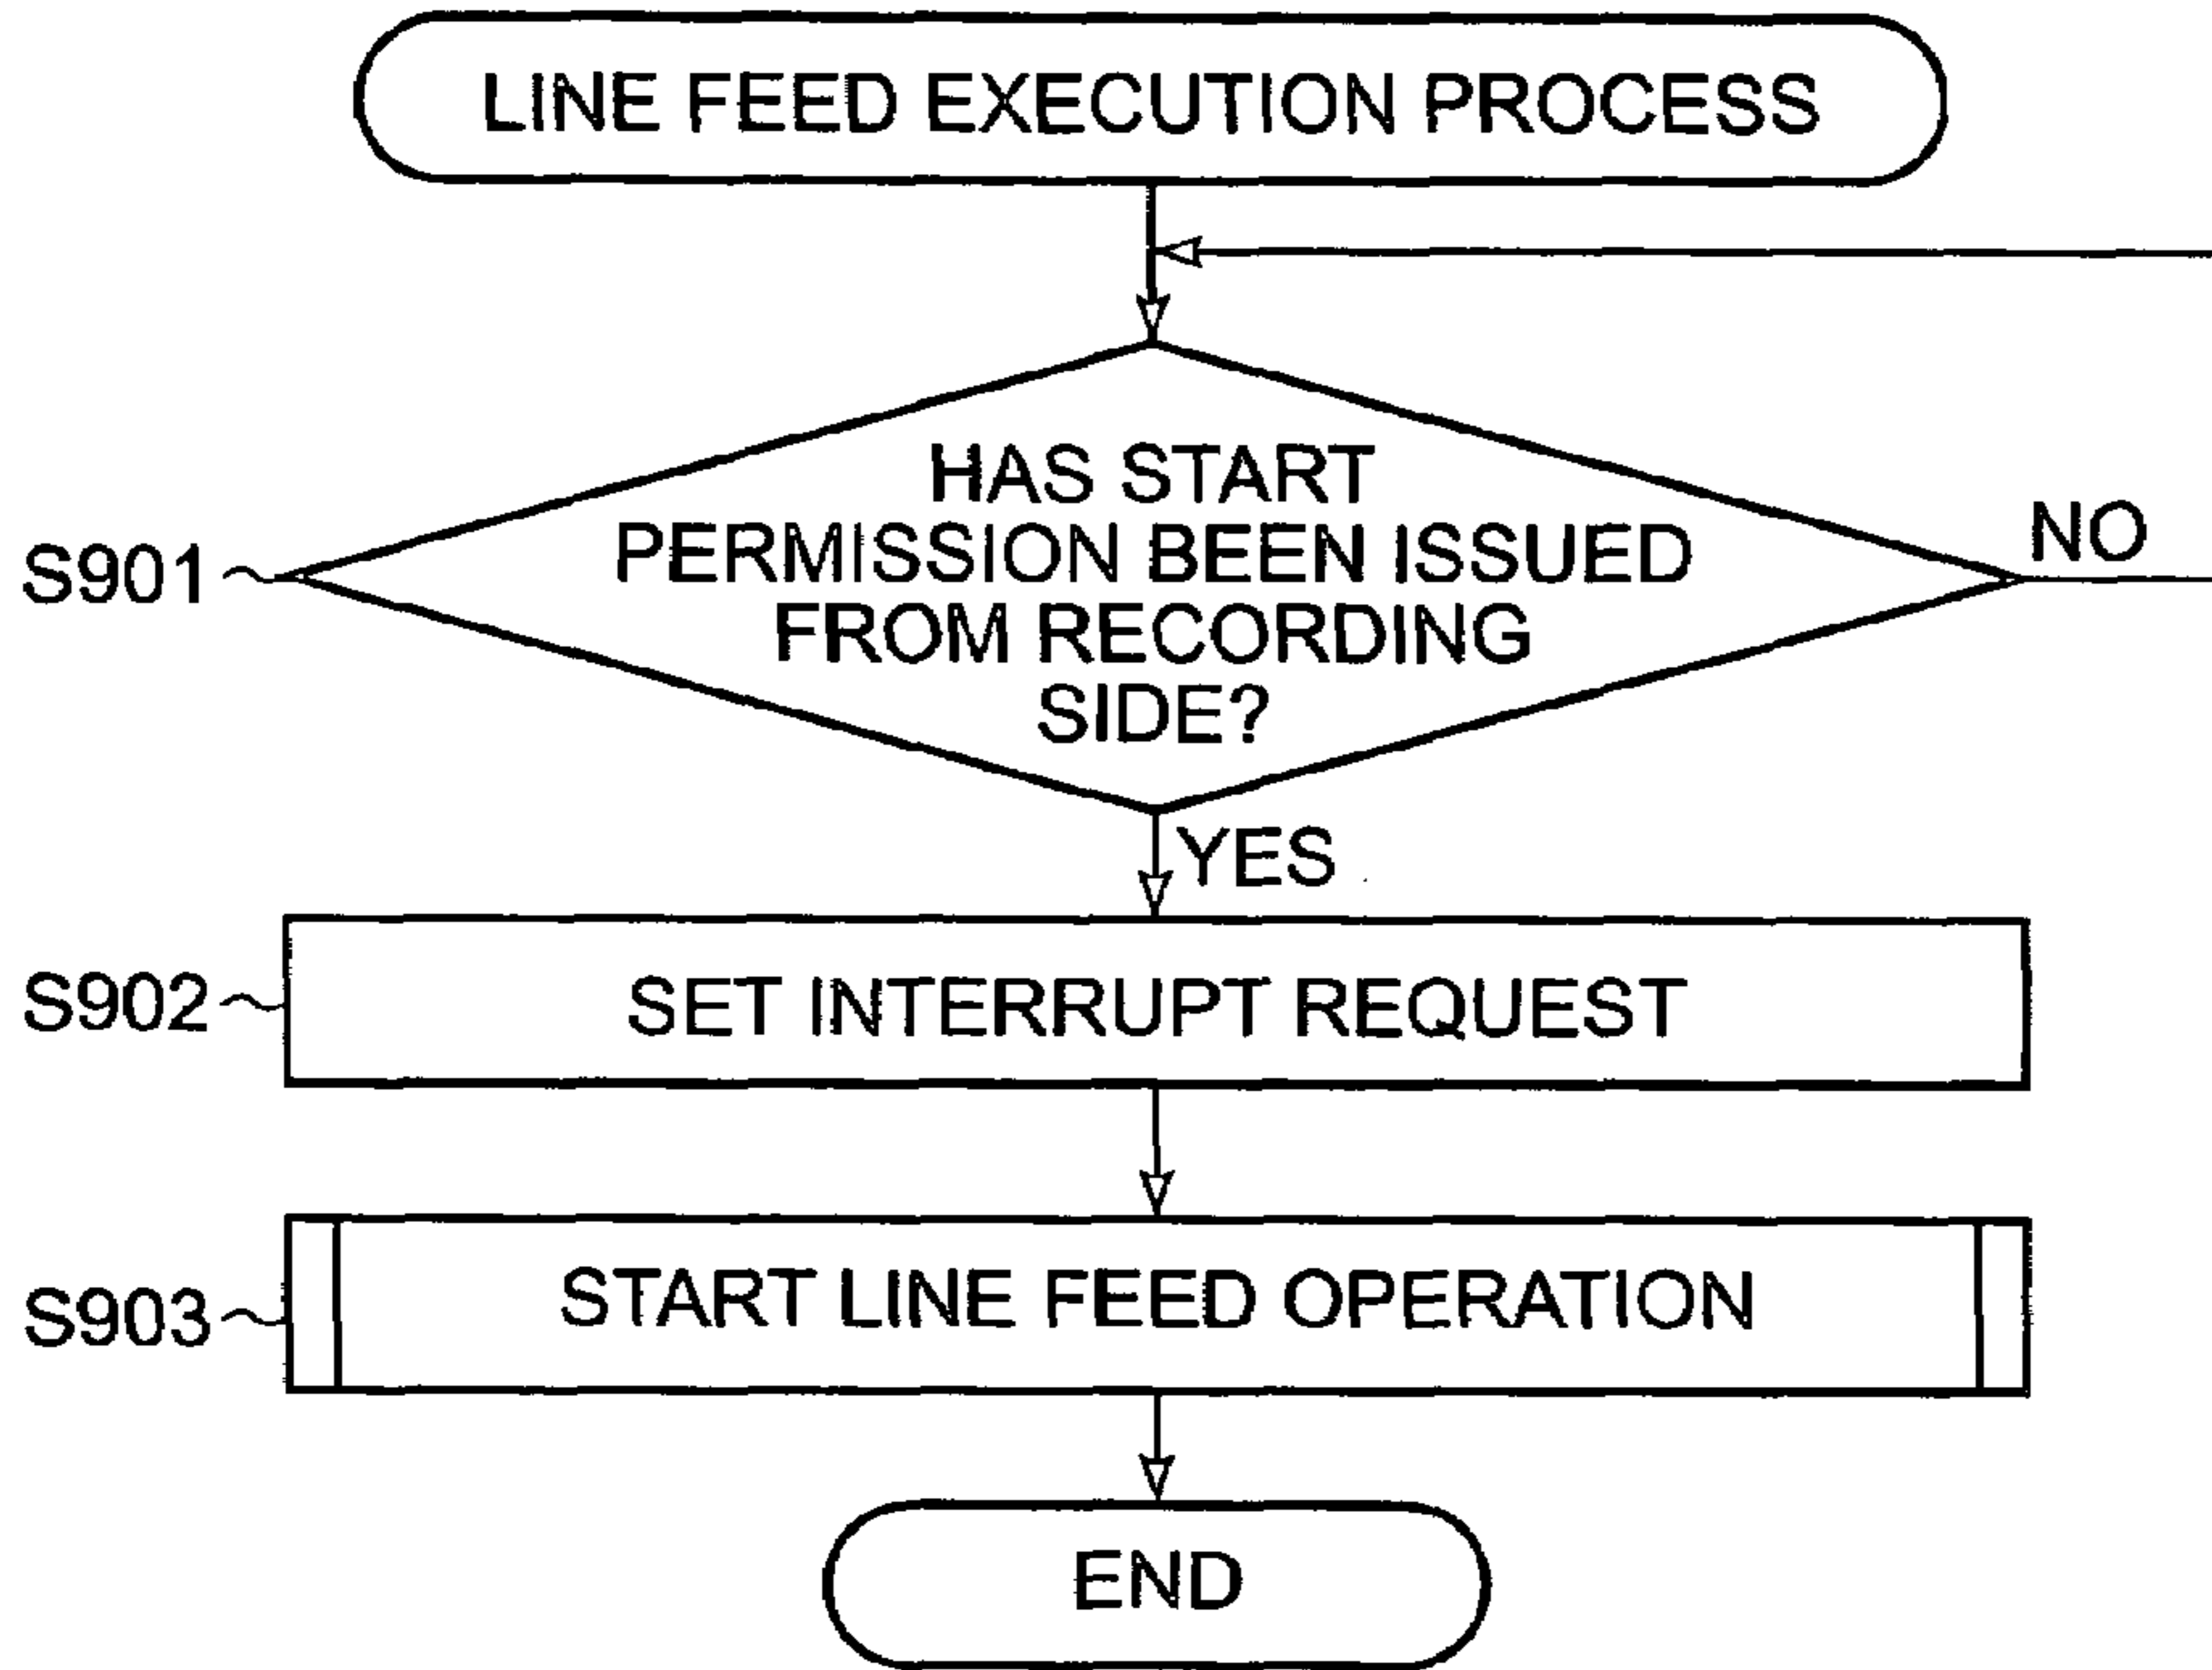 LINE FEED EXECUTION PROCESS
HAS START
PERMISSION BEEN ISSUED
FROM RECORDING
SIDE?
S901
NO
YES
S902
SET INTERRUPT REQUEST
S903
START LINE FEED OPERATION
END